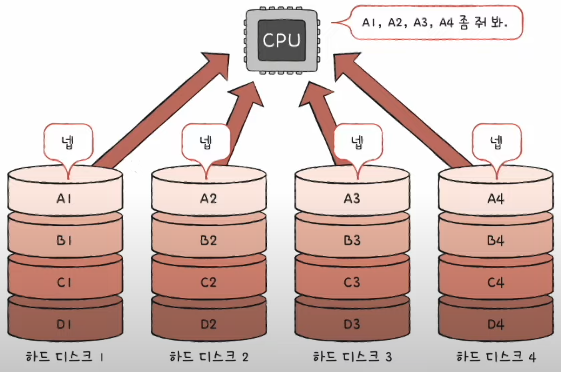 CPU
A1, A2, A3, A4 좀 줘 봐.
넵 넵 넵 넵
A1 A2 A3 A4
B1 B2 B3 B4
C1 C2 C3 C4
D1 D2 D3 D4
하드 디스크 1 하드 디스크 2 하드 디스크 3 하드 디스크 4